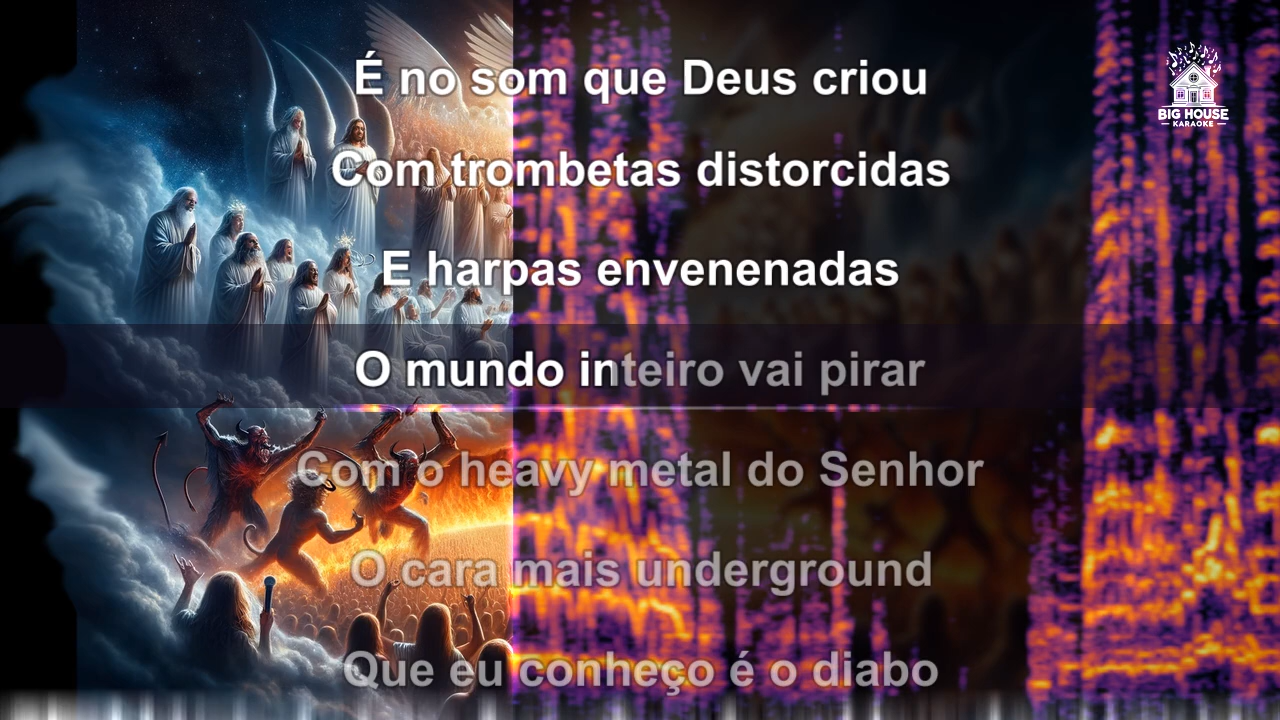 É no som que Deus criou
Com trombetas distorcidas
E harpas envenenadas
O mundo inteiro vai pirar
Com o heavy metal do Senhor
O cara mais underground
Que eu conheço é o diabo
BIG HOUSE
KARAOKE